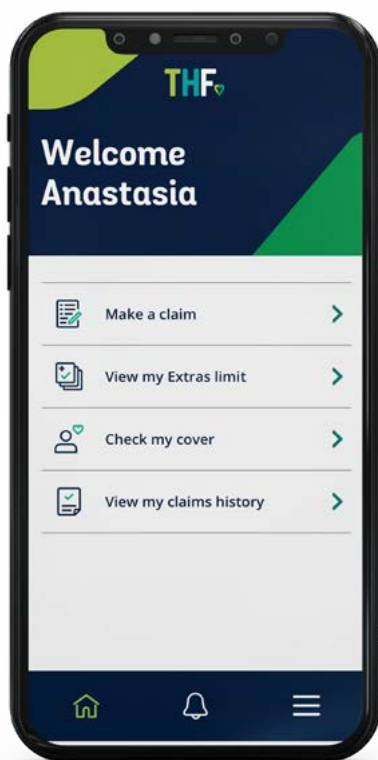 THF
Welcome
Anastasia
Make a claim
View my Extras limit
Check my cover
View my claims history